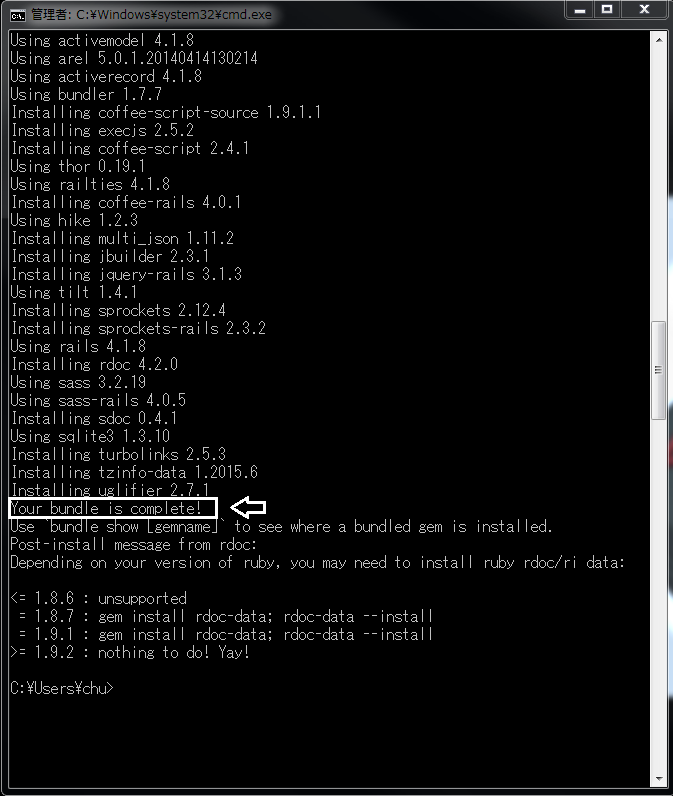 管理者: C:¥Windows¥system32¥cmd.exe
Using activemodel 4.1.8
Using arel 5.0.1.20140414130214
Using activerecord 4.1.8
Using bundler 1.7.7
Installing coffee-script-source 1.9.1.1
Installing execjs 2.5.2
Installing coffee-script 2.4.1
Using thor 0.19.1
Using railties 4.1.8
Installing coffee-rails 4.0.1
Using hike 1.2.3
Installing multi_json 1.11.2
Installing jbuilder 2.3.1
Installing jquery-rails 3.1.3
Using tilt 1.4.1
Installing sprockets 2.12.4
Installing sprockets-rails 2.3.2
Using rails 4.1.8
Installing rdoc 4.2.0
Using sass 3.2.19
Using sass-rails 4.0.5
Installing sdoc 0.4.1
Using sqlite3 1.3.10
Installing turbolinks 2.5.3
Installing tzinfo-data 1.2015.6
Installing uglifier 2.7.1
Your bundle is complete!
Use `bundle show [gemname]` to see where a bundled gem is installed.
Post-install message from rdoc:
Depending on your version of ruby, you may need to install ruby rdoc/ri data:
<= 1.8.6 : unsupported
= 1.8.7 : gem install rdoc-data; rdoc-data --install
= 1.9.1 : gem install rdoc-data; rdoc-data --install
>= 1.9.2 : nothing to do! Yay!
C:¥Users¥chu>